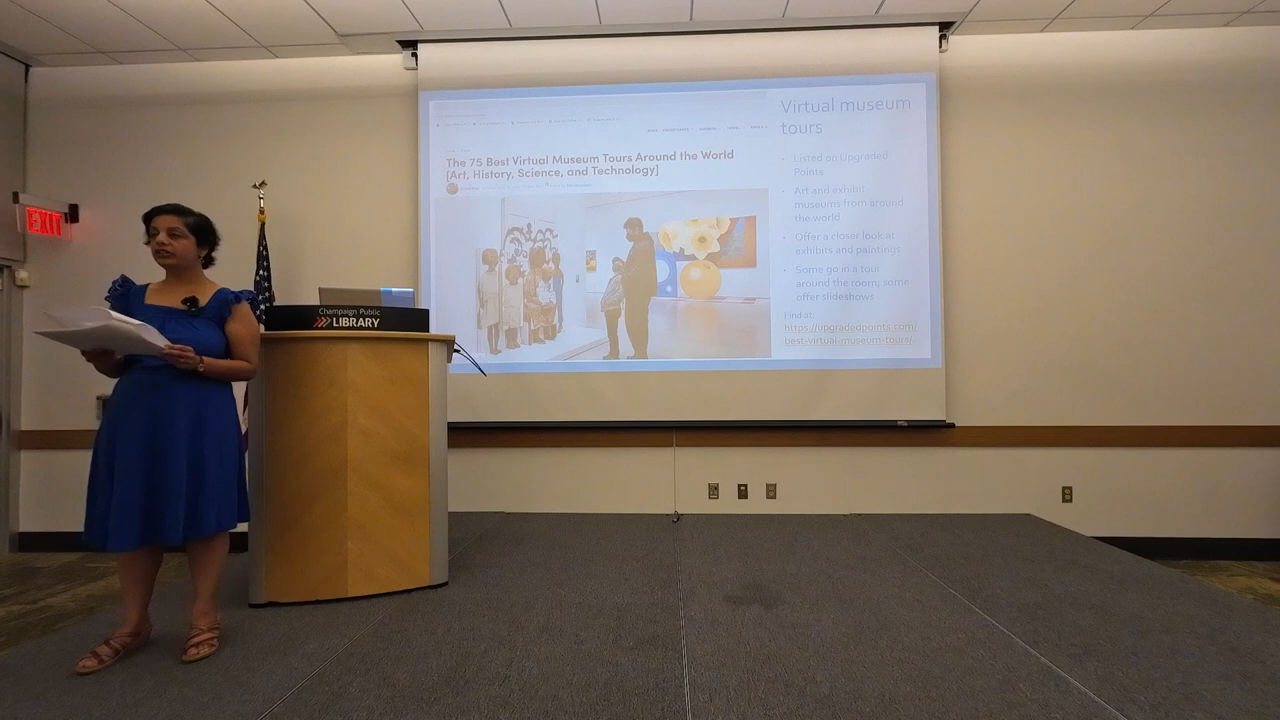 EXIT
Champaign Public
LIBRARY
The 75 Best Virtual Museum Tours Around the World
[Art, History, Science, and Technology]
Virtual museum
tours
Listed on Upgraded
Points
Art and exhibit
museums from around
the world
Offer a closer look at
exhibits and paintings
Some go in a tour
around the room; some
offer slideshows
Find at:
https://upgradedpoints.com/
best-virtual-museum-tours/